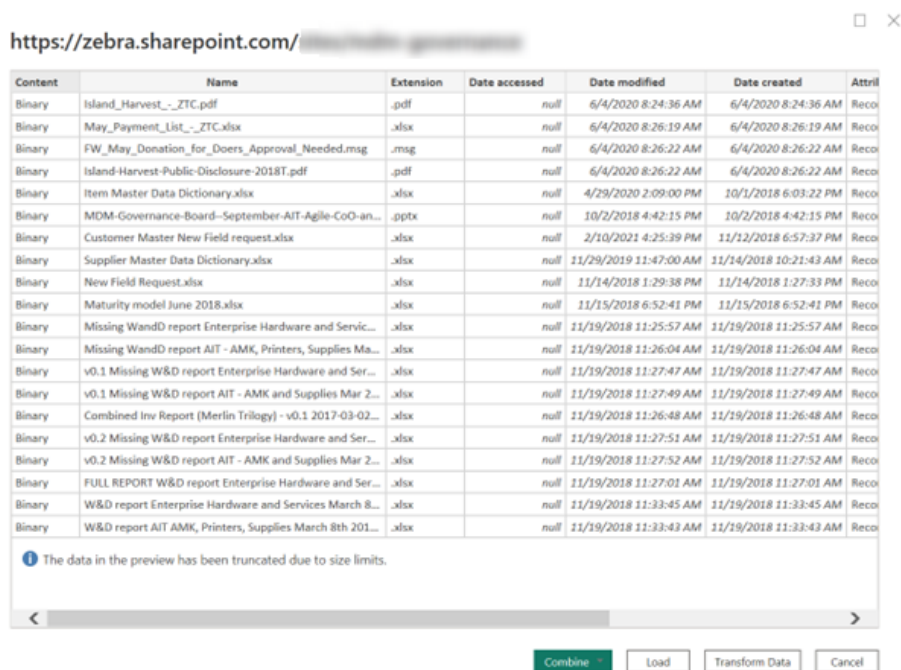 https://zebra.sharepoint.com/
Content Name Extension Date accessed Date modified Date created Attril
Binary Island_Harvest_-_ZTC.pdf .pdf null 6/4/2020 8:24:36 AM 6/4/2020 8:24:36 AM Reco
Binary May_Payment_List_-_ZTC.xlsx .xlsx null 6/4/2020 8:26:19 AM 6/4/2020 8:26:19 AM Reco
Binary FW_May_Donation_for_Doers_Approval_Needed.msg .msg null 6/4/2020 8:26:22 AM 6/4/2020 8:26:22 AM Reco
Binary Island-Harvest-Public-Disclosure-2018T.pdf .pdf null 6/4/2020 8:26:22 AM 6/4/2020 8:26:22 AM Reco
Binary Item Master Data Dictionary.xlsx .xlsx null 4/29/2020 2:09:00 PM 10/1/2018 6:03:22 PM Reco
Binary MDM-Governance-Board--September-AIT-Agile-CoO-an... .pptx null 10/2/2018 4:42:15 PM 10/2/2018 4:42:15 PM Reco
Binary Customer Master New Field request.xlsx .xlsx null 2/10/2021 4:25:39 PM 11/12/2018 6:57:37 PM Reco
Binary Supplier Master Data Dictionary.xlsx .xlsx null 11/29/2019 11:47:00 AM 11/14/2018 10:21:43 AM Reco
Binary New Field Request.xlsx .xlsx null 11/14/2018 1:29:38 PM 11/14/2018 1:27:33 PM Reco
Binary Maturity model June 2018.xlsx .xlsx null 11/15/2018 6:52:41 PM 11/15/2018 6:52:41 PM Reco
Binary Missing WandD report Enterprise Hardware and Servic... .xlsx null 11/19/2018 11:25:57 AM 11/19/2018 11:25:57 AM Reco
Binary Missing WandD report AIT - AMK, Printers, Supplies Ma... .xlsx null 11/19/2018 11:26:04 AM 11/19/2018 11:26:04 AM Reco
Binary v0.1 Missing W&D report Enterprise Hardware and Ser... .xlsx null 11/19/2018 11:27:47 AM 11/19/2018 11:27:47 AM Reco
Binary v0.1 Missing W&D report AIT - AMK and Supplies Mar 2... .xlsx null 11/19/2018 11:27:49 AM 11/19/2018 11:27:49 AM Reco
Binary Combined Inv Report (Merlin Trilogy) - v0.1 2017-03-02... .xlsx null 11/19/2018 11:26:48 AM 11/19/2018 11:26:48 AM Reco
Binary v0.2 Missing W&D report Enterprise Hardware and Ser... .xlsx null 11/19/2018 11:27:51 AM 11/19/2018 11:27:51 AM Reco
Binary v0.2 Missing W&D report AIT - AMK and Supplies Mar 2... .xlsx null 11/19/2018 11:27:52 AM 11/19/2018 11:27:52 AM Reco
Binary FULL REPORT W&D report Enterprise Hardware and Ser... .xlsx null 11/19/2018 11:27:01 AM 11/19/2018 11:27:01 AM Reco
Binary W&D report Enterprise Hardware and Services March 8... .xlsx null 11/19/2018 11:33:45 AM 11/19/2018 11:33:45 AM Reco
Binary W&D report AIT AMK, Printers, Supplies March 8th 201... .xlsx null 11/19/2018 11:33:43 AM 11/19/2018 11:33:43 AM Reco
The data in the preview has been truncated due to size limits.
Combine Load Transform Data Cancel